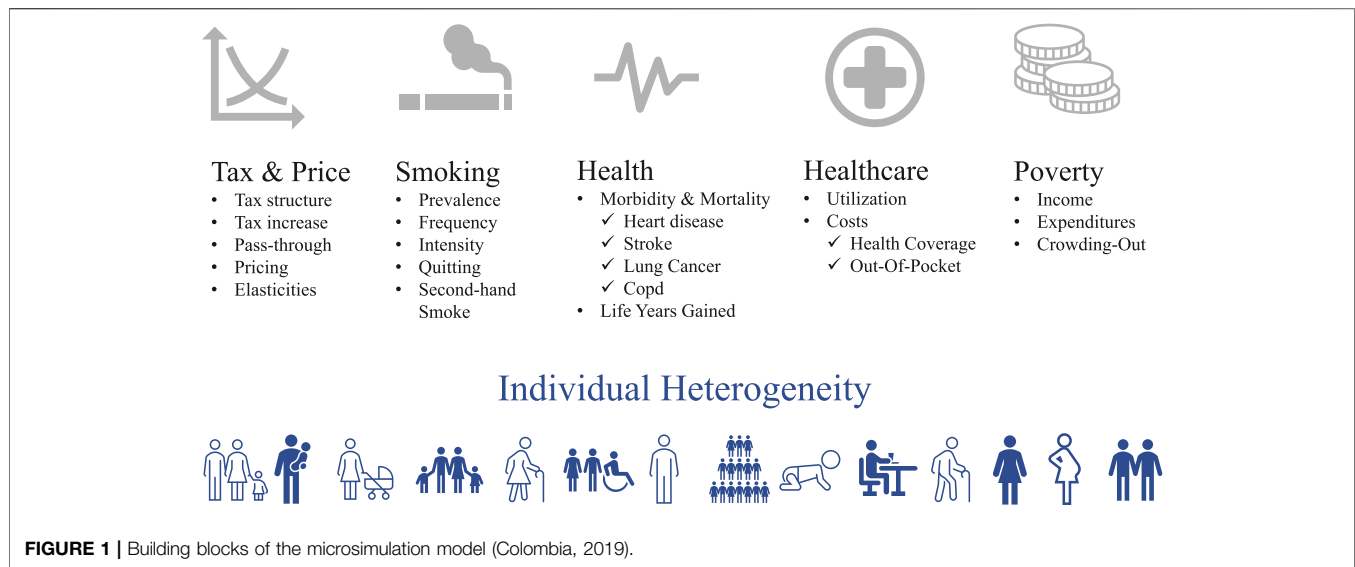 Tax & Price
• Tax structure
• Tax increase
• Pass-through
• Pricing
• Elasticities
Smoking
• Prevalence
• Frequency
• Intensity
• Quitting
• Second-hand
Smoke
Health
• Morbidity & Mortality
✓ Heart disease
✓ Stroke
✓ Lung Cancer
✓ Copd
• Life Years Gained
Healthcare
• Utilization
• Costs
✓ Health Coverage
✓ Out-Of-Pocket
Poverty
• Income
• Expenditures
• Crowding-Out
Individual Heterogeneity
FIGURE 1 | Building blocks of the microsimulation model (Colombia, 2019).